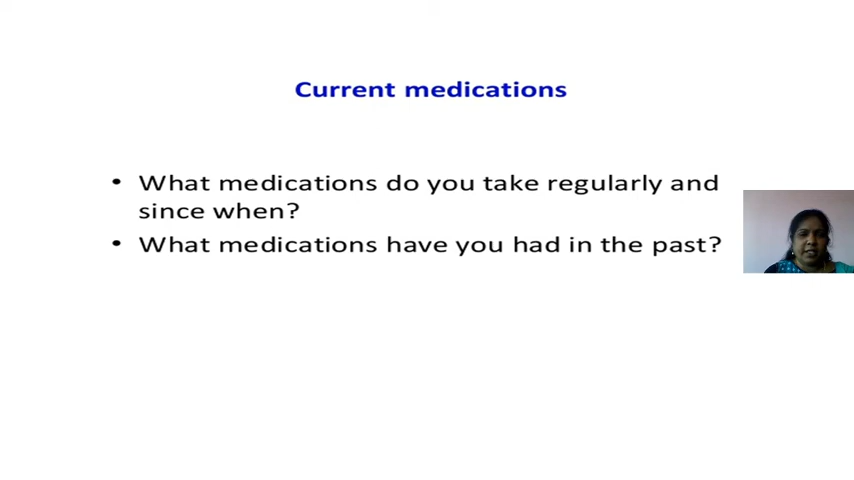 Current medications
• What medications do you take regularly and
since when?
• What medications have you had in the past?